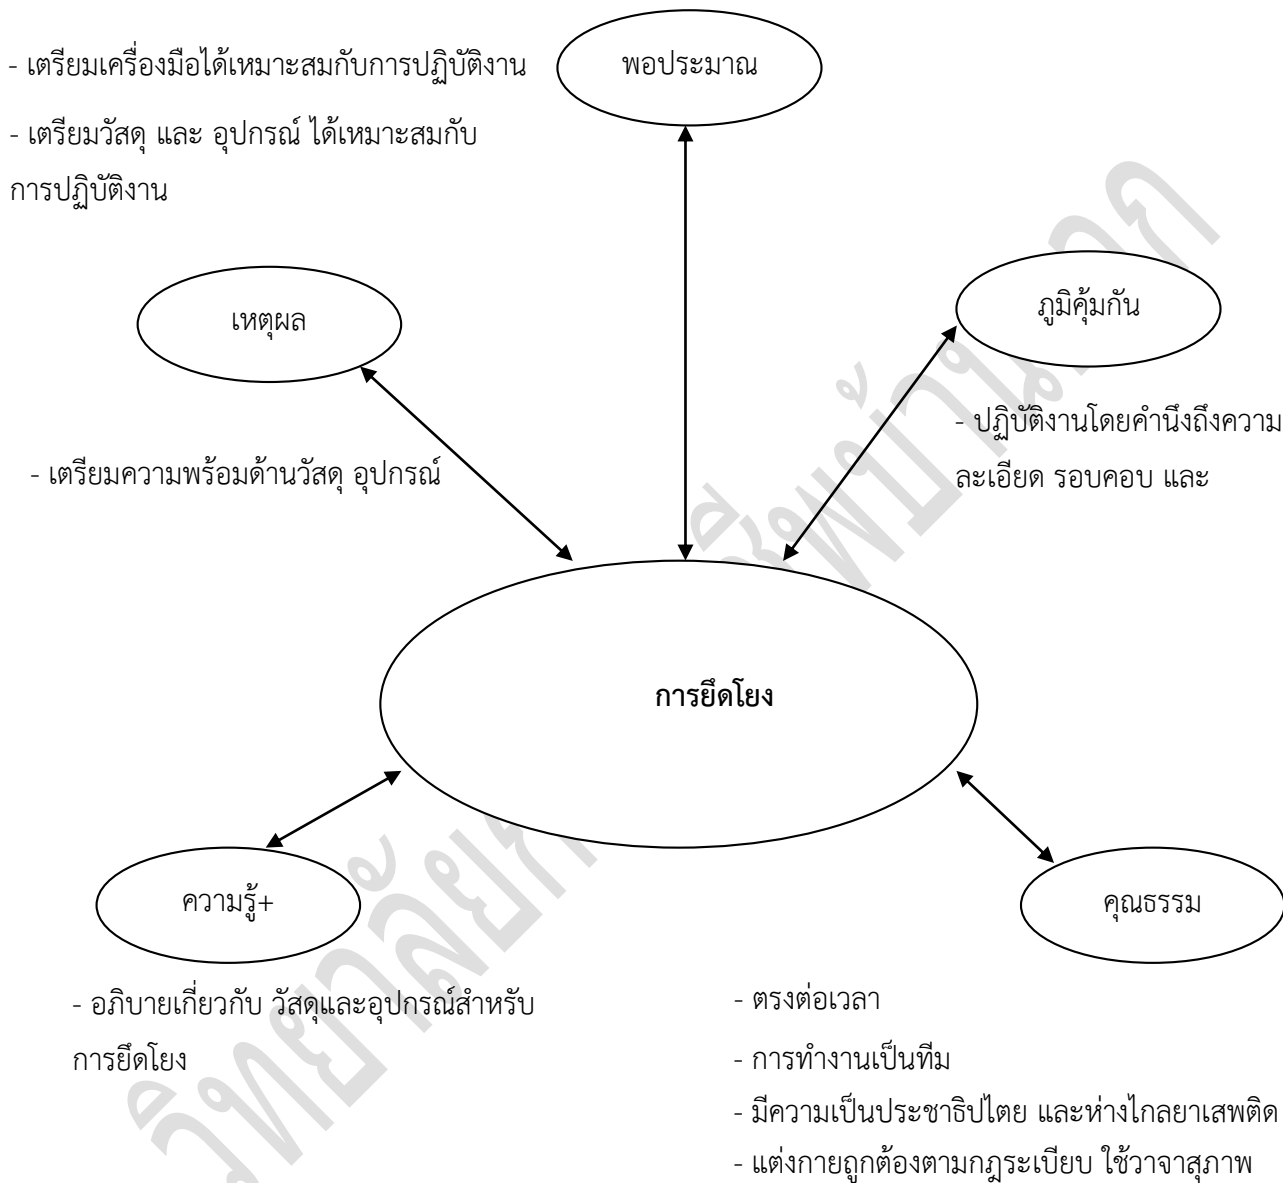 พอประมาณ
- เตรียมเครื่องมือได้เหมาะสมกับการปฏิบัติงาน
- เตรียมวัสดุ และ อุปกรณ์ ได้เหมาะสมกับ
การปฏิบัติงาน
เหตุผล
ภูมิคุ้มกัน
- เตรียมความพร้อมด้านวัสดุ อุปกรณ์
- ปฏิบัติงานโดยคำนึงถึงความ
ละเอียด รอบคอบ และ
การยึดโยง
ความรู้+
คุณธรรม
- อภิบายเกี่ยวกับ วัสดุและอุปกรณ์สำหรับ
การยึดโยง
- ตรงต่อเวลา
- การทำงานเป็นทีม
- มีความเป็นประชาธิปไตย และห่างไกลยาเสพติด
- แต่งกายถูกต้องตามกฎระเบียบ ใช้วาจาสุภาพ